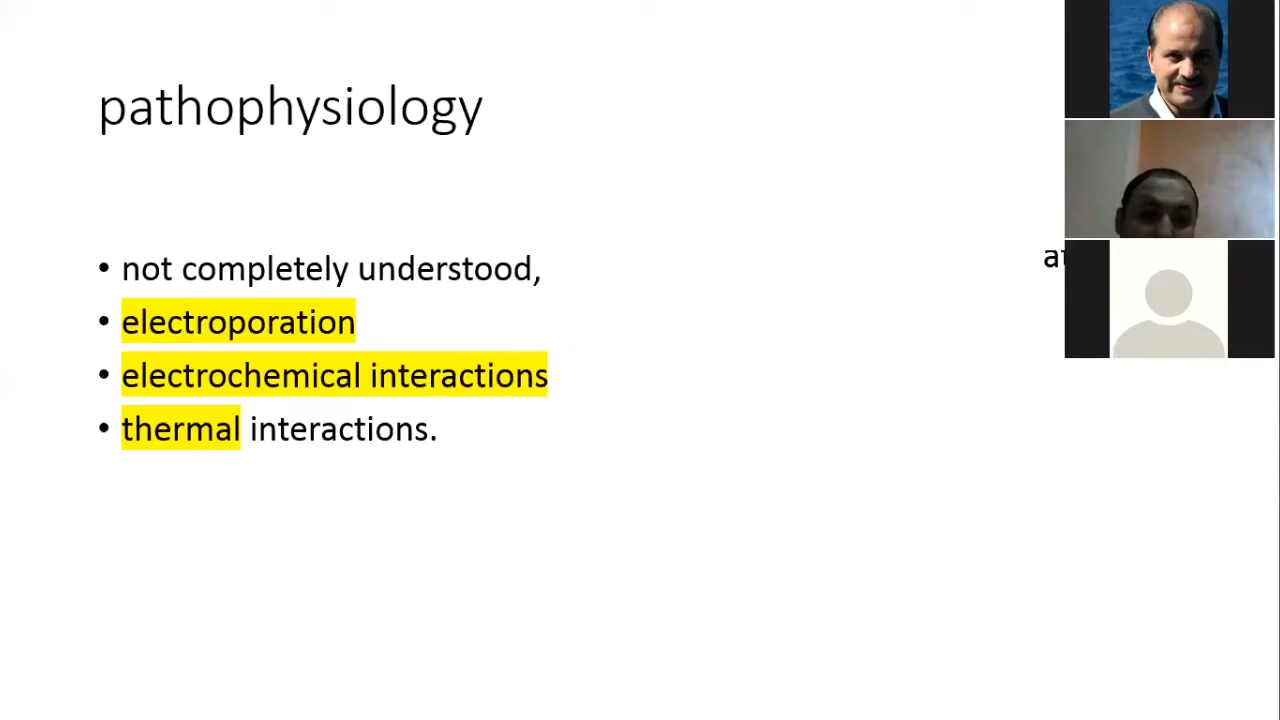 pathophysiology
• not completely understood,
• electroporation
• electrochemical interactions
• thermal interactions.